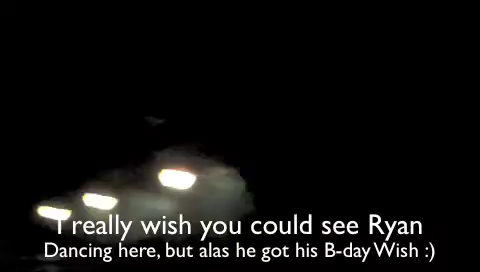 I really wish you could see Ryan
Dancing here, but alas he got his B-day Wish :)